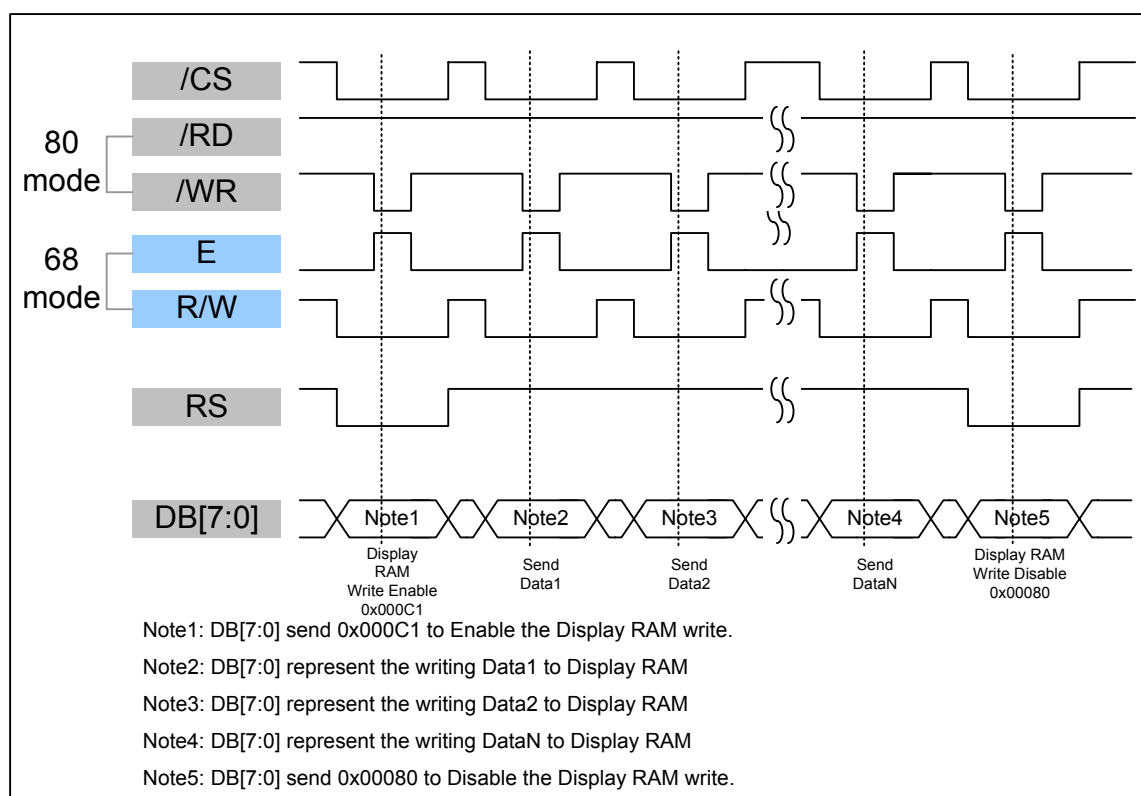 /CS
/RD
80
mode
/WR
E
68
mode
R/W
RS
DB[7:0]
Note1
Note2
Note3
Note4
Note5
Display
RAM
Write Enable
0x000C1
Send
Data1
Send
Data2
Send
DataN
Display RAM
Write Disable
0x00080
Note1: DB[7:0] send 0x000C1 to Enable the Display RAM write.
Note2: DB[7:0] represent the writing Data1 to Display RAM
Note3: DB[7:0] represent the writing Data2 to Display RAM
Note4: DB[7:0] represent the writing DataN to Display RAM
Note5: DB[7:0] send 0x00080 to Disable the Display RAM write.